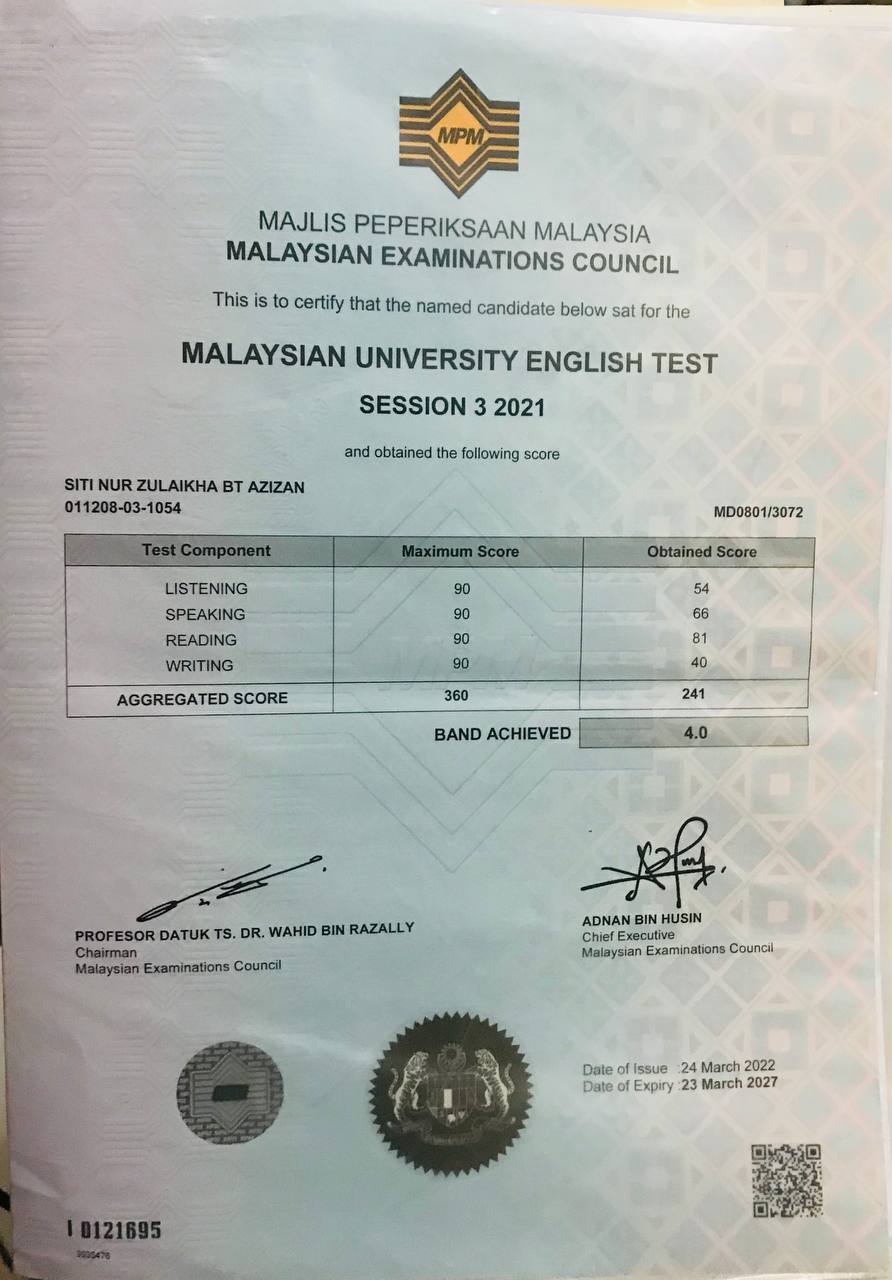 MPM
MAJLIS PEPERIKSAAN MALAYSIA
MALAYSIAN EXAMINATIONS COUNCIL
This is to certify that the named candidate below sat for the
MALAYSIAN UNIVERSITY ENGLISH TEST
SESSION 3 2021
and obtained the following score
SITI NUR ZULAIKHA BT AZIZAN
011208-03-1054
MD0801/3072
Test Component Maximum Score Obtained Score
LISTENING 90 54
SPEAKING 90 66
READING 90 81
WRITING 90 40
AGGREGATED SCORE 360 241
BAND ACHIEVED 4.0
PROFESOR DATUK TS. DR. WAHID BIN RAZALLY
Chairman
Malaysian Examinations Council
ADNAN BIN HUSIN
Chief Executive
Malaysian Examinations Council
Date of Issue :24 March 2022
Date of Expiry :23 March 2027
I 0121695